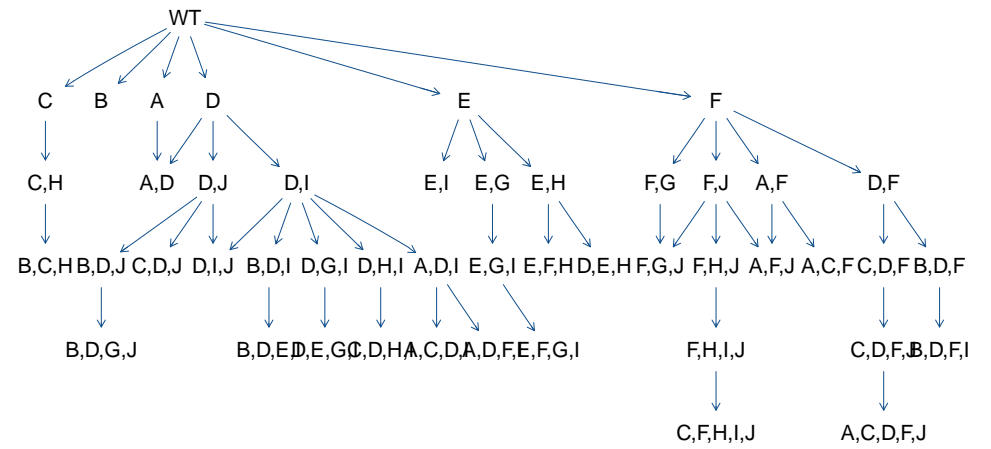 WT
C B A D E F
C,H A,D D,J D,I E,I E,G E,H F,G F,J A,F D,F
B,C,H B,D,J C,D,J D,I,J B,D,I D,G,I D,H,I A,D,I E,G,I E,F,H D,E,H F,G,J F,H,J A,F,J A,C,F C,D,F B,D,F
B,D,G,J B,D,E,I D,E,G,I C,D,H,I A,C,D,I A,D,F,I E,F,G,I F,H,I,J C,D,F,J B,D,F,I
C,F,H,I,J A,C,D,F,J